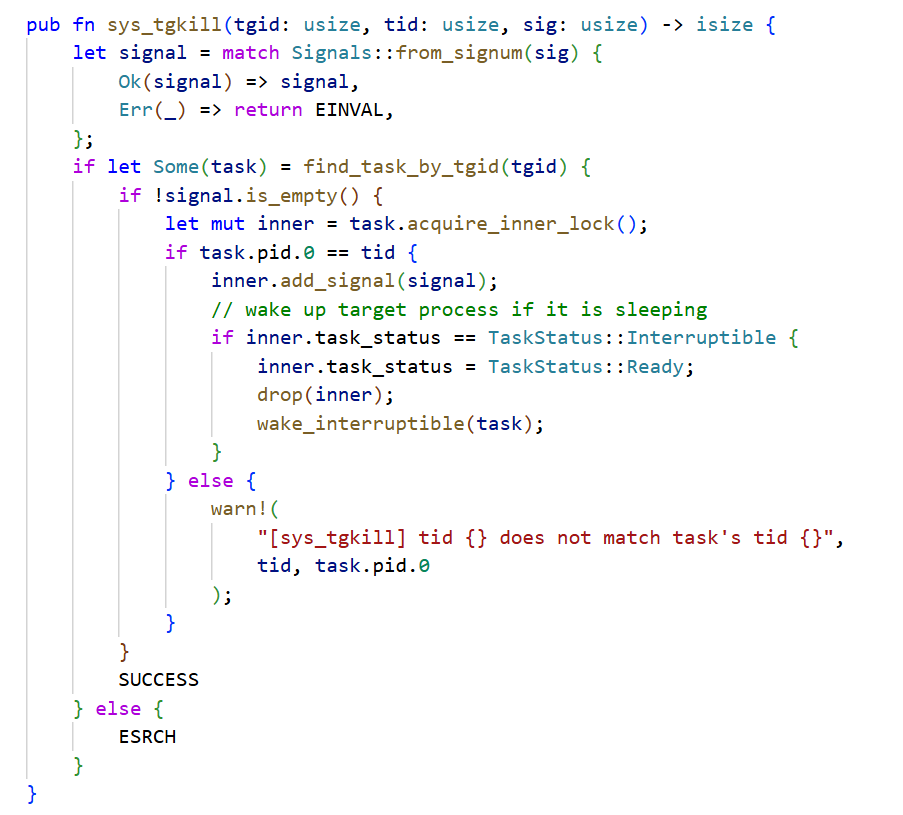 pub fn sys_tgkill(tgid: usize, tid: usize, sig: usize) -> isize {
    let signal = match Signals::from_signum(sig) {
        Ok(signal) => signal,
        Err(_) => return EINVAL,
    };
    if let Some(task) = find_task_by_tgid(tgid) {
        if !signal.is_empty() {
            let mut inner = task.acquire_inner_lock();
            if task.pid.0 == tid {
                inner.add_signal(signal);
                // wake up target process if it is sleeping
                if inner.task_status == TaskStatus::Interruptible {
                    inner.task_status = TaskStatus::Ready;
                    drop(inner);
                    wake_interruptible(task);
                }
            } else {
                warn!(
                    "[sys_tgkill] tid {} does not match task's tid {}",
                    tid, task.pid.0
                );
            }
        }
        SUCCESS
    } else {
        ESRCH
    }
}